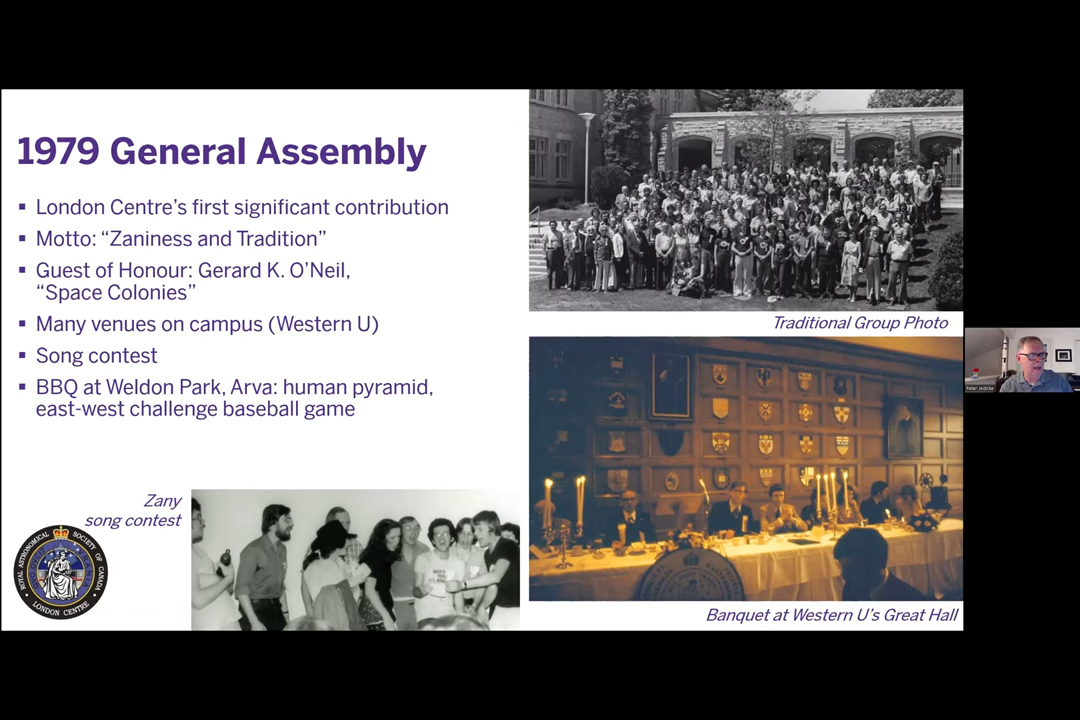 1979 General Assembly
▪ London Centre’s first significant contribution
▪ Motto: “Zaniness and Tradition”
▪ Guest of Honour: Gerard K. O’Neil,
“Space Colonies”
▪ Many venues on campus (Western U)
▪ Song contest
▪ BBQ at Weldon Park, Arva: human pyramid,
east-west challenge baseball game
Zany
song contest
ROYAL ASTRONOMICAL SOCIETY OF CANADA
LONDON CENTRE
Traditional Group Photo
Banquet at Western U’s Great Hall
Peter Jedicke